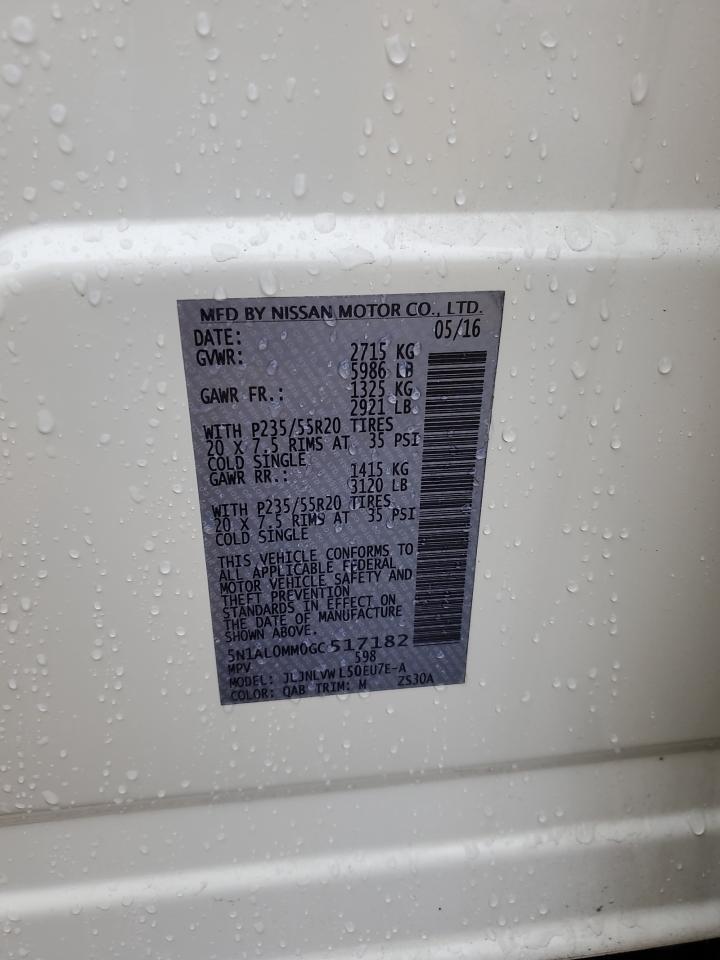 MFD BY NISSAN MOTOR CO., LTD.
DATE: 05/16
GVWR: 2715 KG
5986 LB
GAWR FR.: 1325 KG
2921 LB
WITH P235/55R20 TIRES
20 X 7.5 RIMS AT 35 PSI
COLD SINGLE
GAWR RR.: 1415 KG
3120 LB
WITH P235/55R20 TIRES
20 X 7.5 RIMS AT 35 PSI
COLD SINGLE
THIS VEHICLE CONFORMS TO
ALL APPLICABLE FEDERAL
MOTOR VEHICLE SAFETY AND
THEFT PREVENTION
STANDARDS IN EFFECT ON
THE DATE OF MANUFACTURE
SHOWN ABOVE.
5N1AL0MM0GC 517182
MPV 598
MODEL: JLJNLVW L50EU7E-A
COLOR: QAB TRIM: M ZS30A